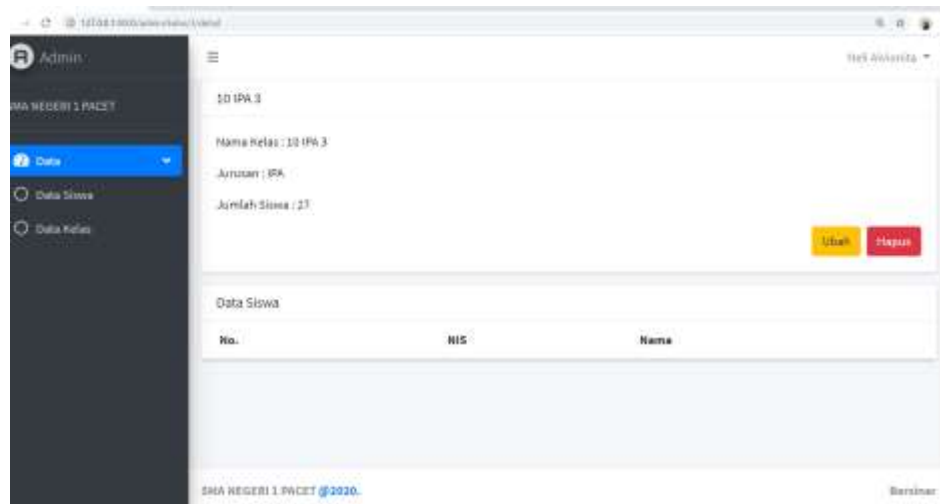 Admin
SMA NEGERI 1 PACET
10 IPA 3
Nama Kelas : 10 IPA 3
Data
Jurusan : IPA
Data Siswa
Jumlah Siswa : 27
Data Kelas
Ubah
Hapus
Data Siswa
No. NIS Nama
SMA NEGERI 1 PACET @2020.
Bersinar